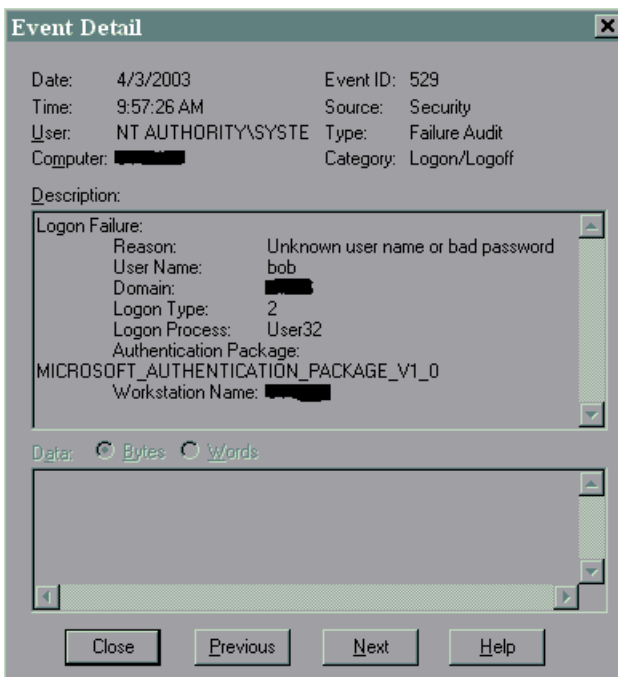 Event Detail
Date: 4/3/2003 Event ID: 529
Time: 9:57:26 AM Source: Security
User: NT AUTHORITY\SYSTE Type: Failure Audit
Computer: Category: Logon/Logoff
Description:
Logon Failure:
Reason: Unknown user name or bad password
User Name: bob
Domain:
Logon Type: 2
Logon Process: User32
Authentication Package:
MICROSOFT_AUTHENTICATION_PACKAGE_V1_0
Workstation Name:
Data: Bytes Words
Close Previous Next Help